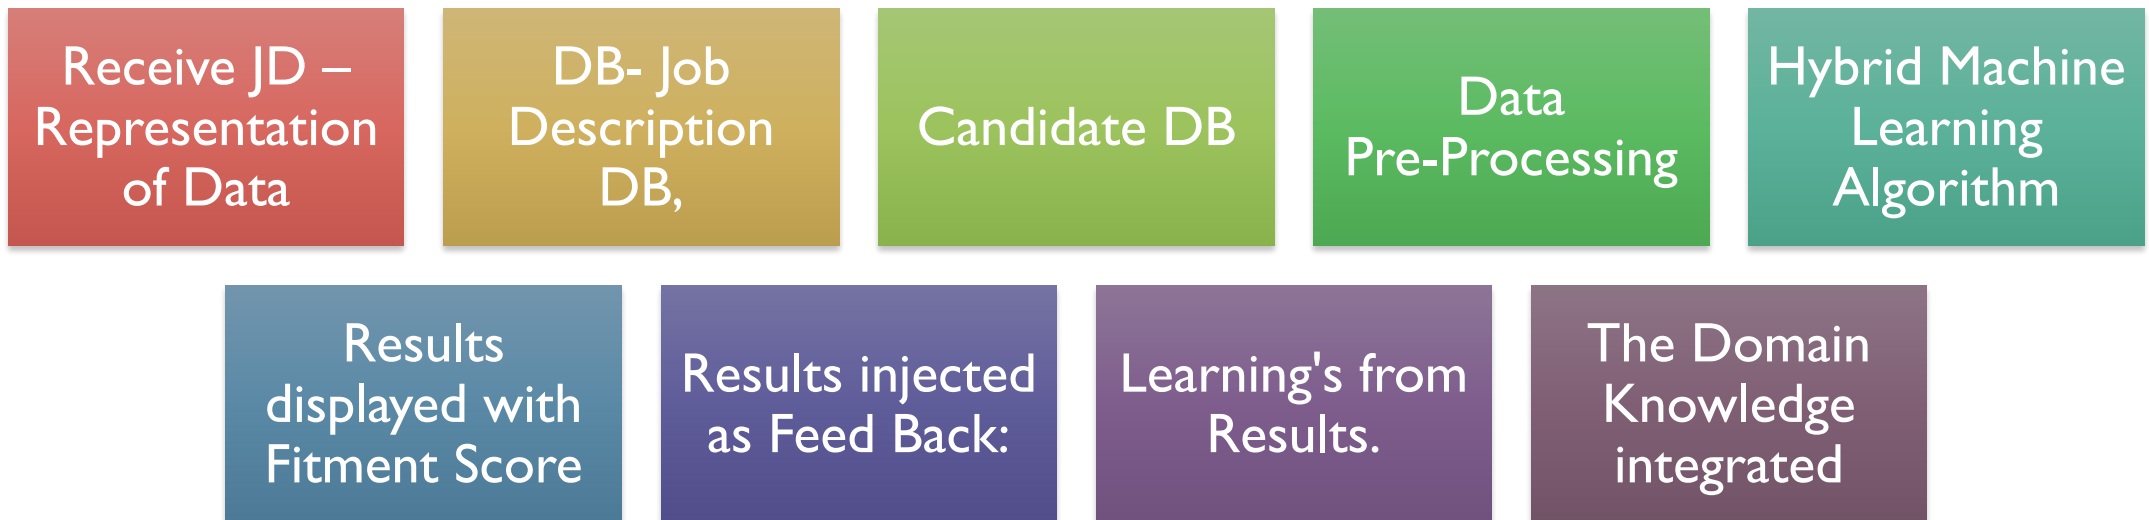 Receive JD –
Representation
of Data
DB- Job
Description
DB,
Candidate DB
Data
Pre-Processing
Hybrid Machine
Learning
Algorithm
Results
displayed with
Fitment Score
Results injected
as Feed Back:
Learning's from
Results.
The Domain
Knowledge
integrated